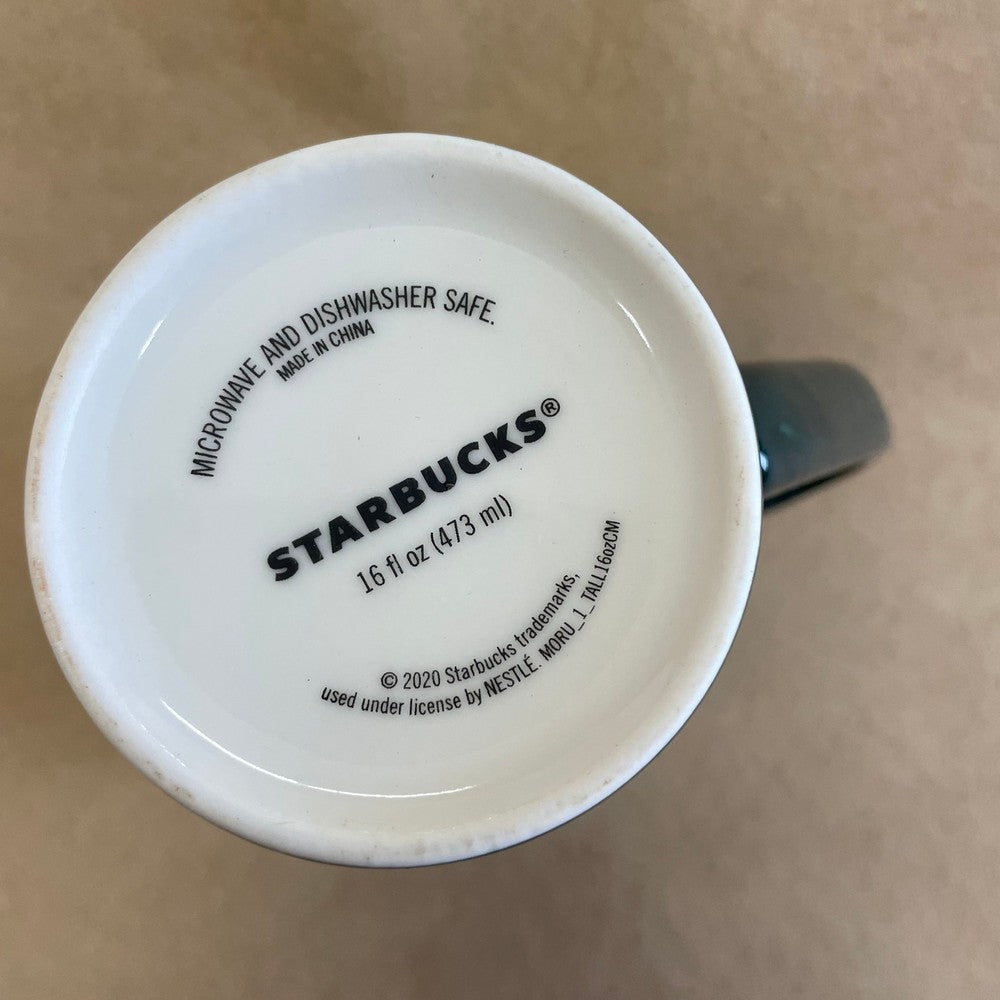 MICROWAVE AND DISHWASHER SAFE.
MADE IN CHINA
STARBUCKS®
16 fl oz (473 ml)
© 2020 Starbucks trademarks,
used under license by NESTLÉ. MORU_1_TALL16ozCM